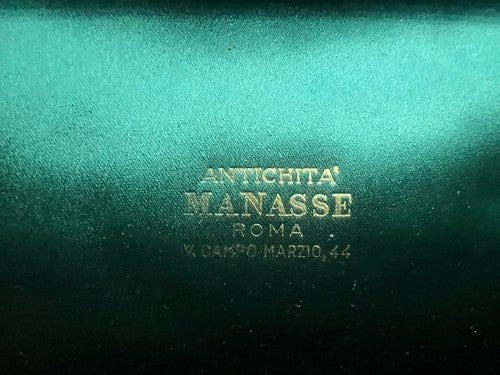 ANTICHITA'
MANASSE
ROMA
V. CAMPO MARZIO, 44